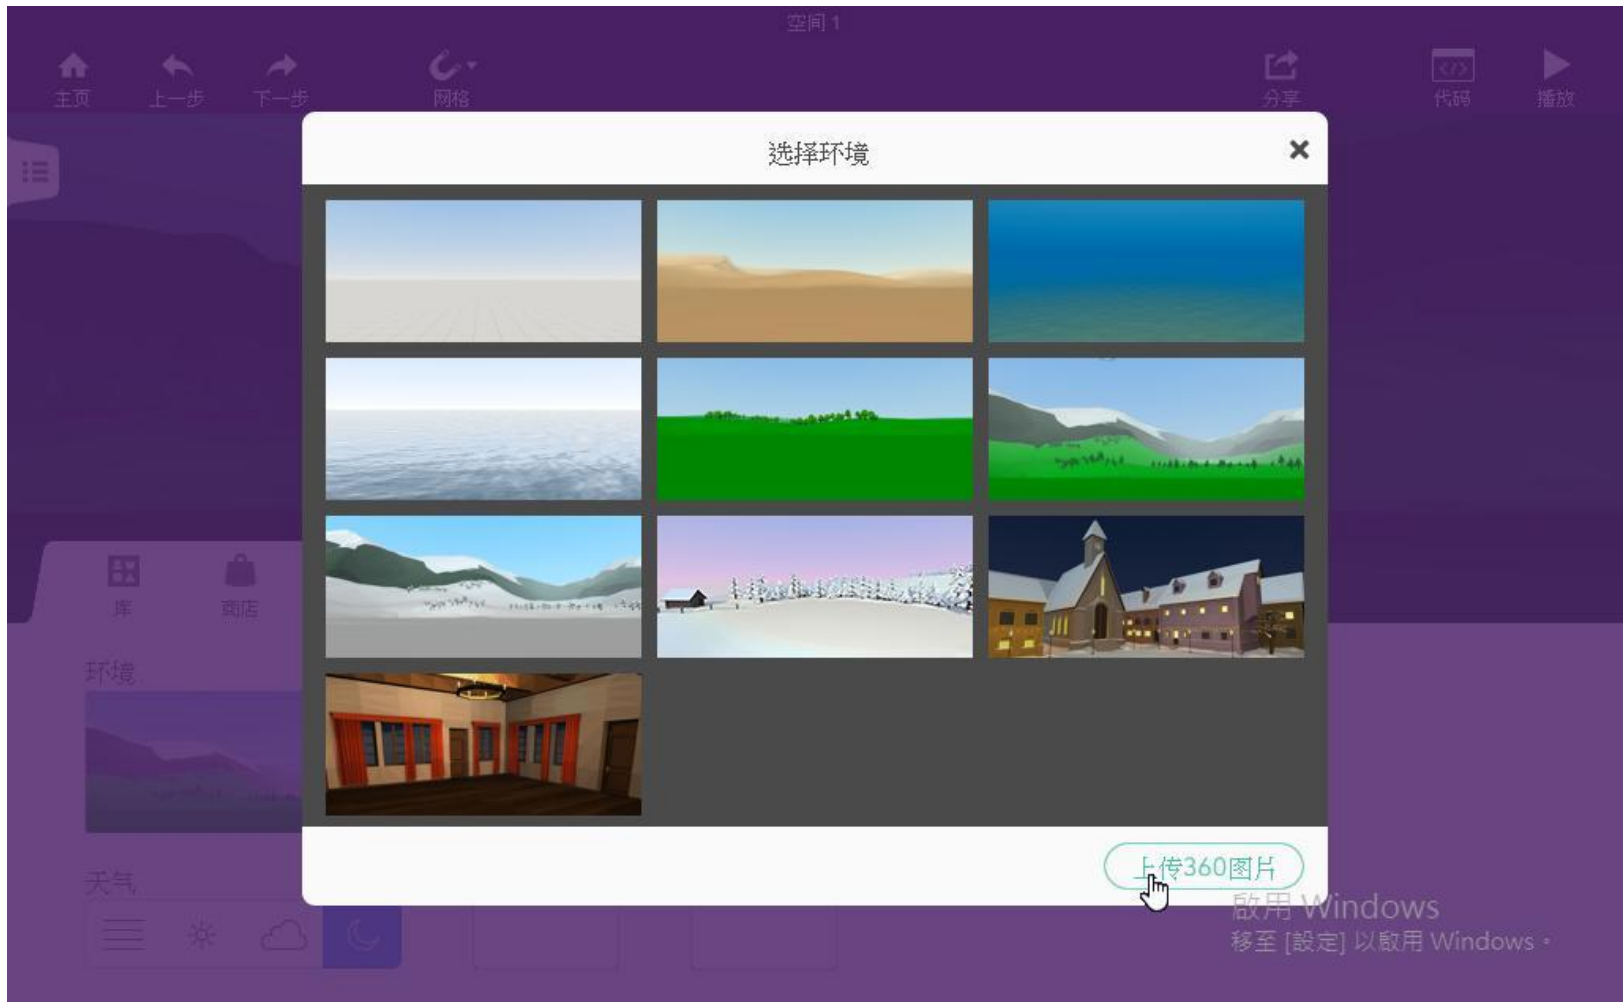 空间 1
主页
上一步
下一步
网格
分享
代码
播放
选择环境
库
商店
环境
天气
上传360图片
啟用 Windows
移至 [設定] 以啟用 Windows。